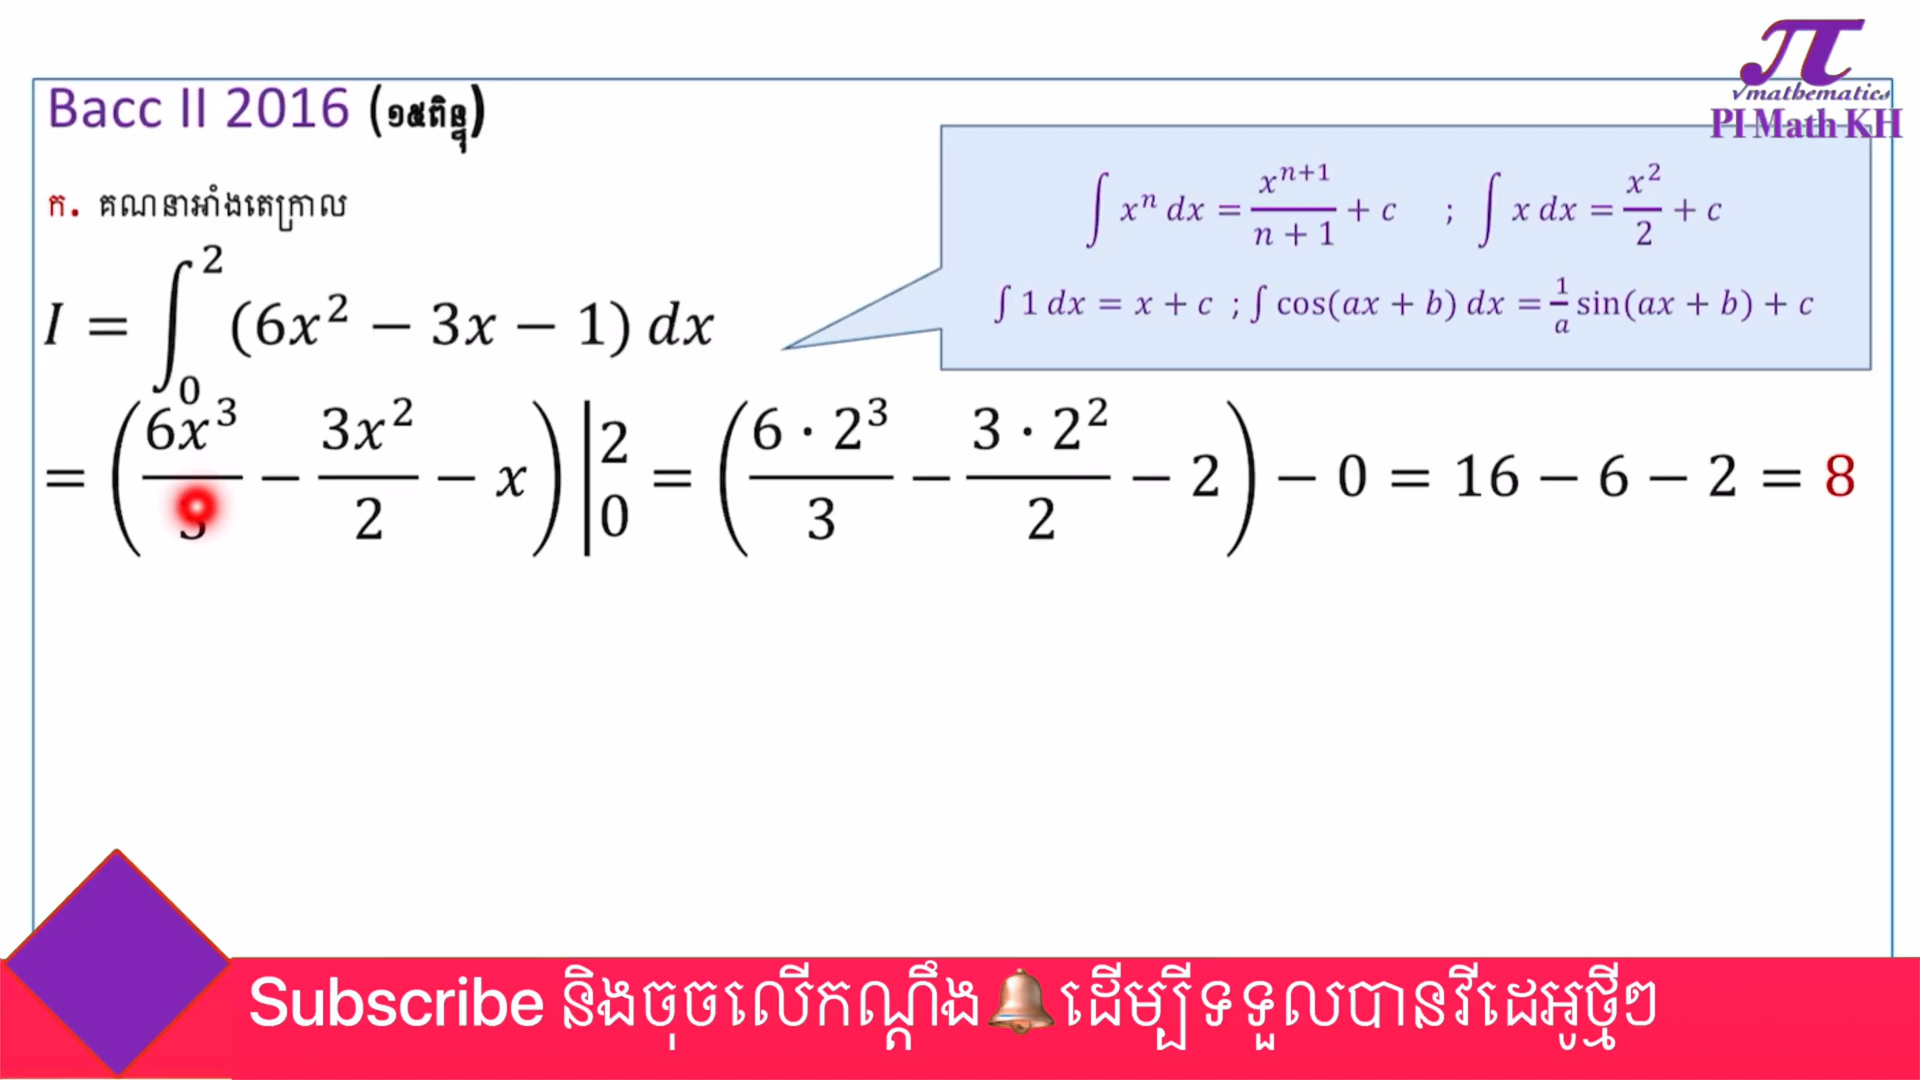 π
√mathematics
PI Math KH
Bacc II 2016 (១៥ពិន្ទុ)
ក. គណនាអាំងតេក្រាល
∫ xⁿ dx = xⁿ⁺¹/(n + 1) + c ; ∫ x dx = x²/2 + c
∫ 1 dx = x + c ; ∫ cos(ax + b) dx = 1/a sin(ax + b) + c
I = ∫₀² (6x² − 3x − 1) dx
= (6x³/3 − 3x²/2 − x) |²₀ = (6 · 2³/3 − 3 · 2²/2 − 2) − 0 = 16 − 6 − 2 = 8
Subscribe និងចុចលើកណ្ដឹង🔔ដើម្បីទទួលបានវីដេអូថ្មីៗ